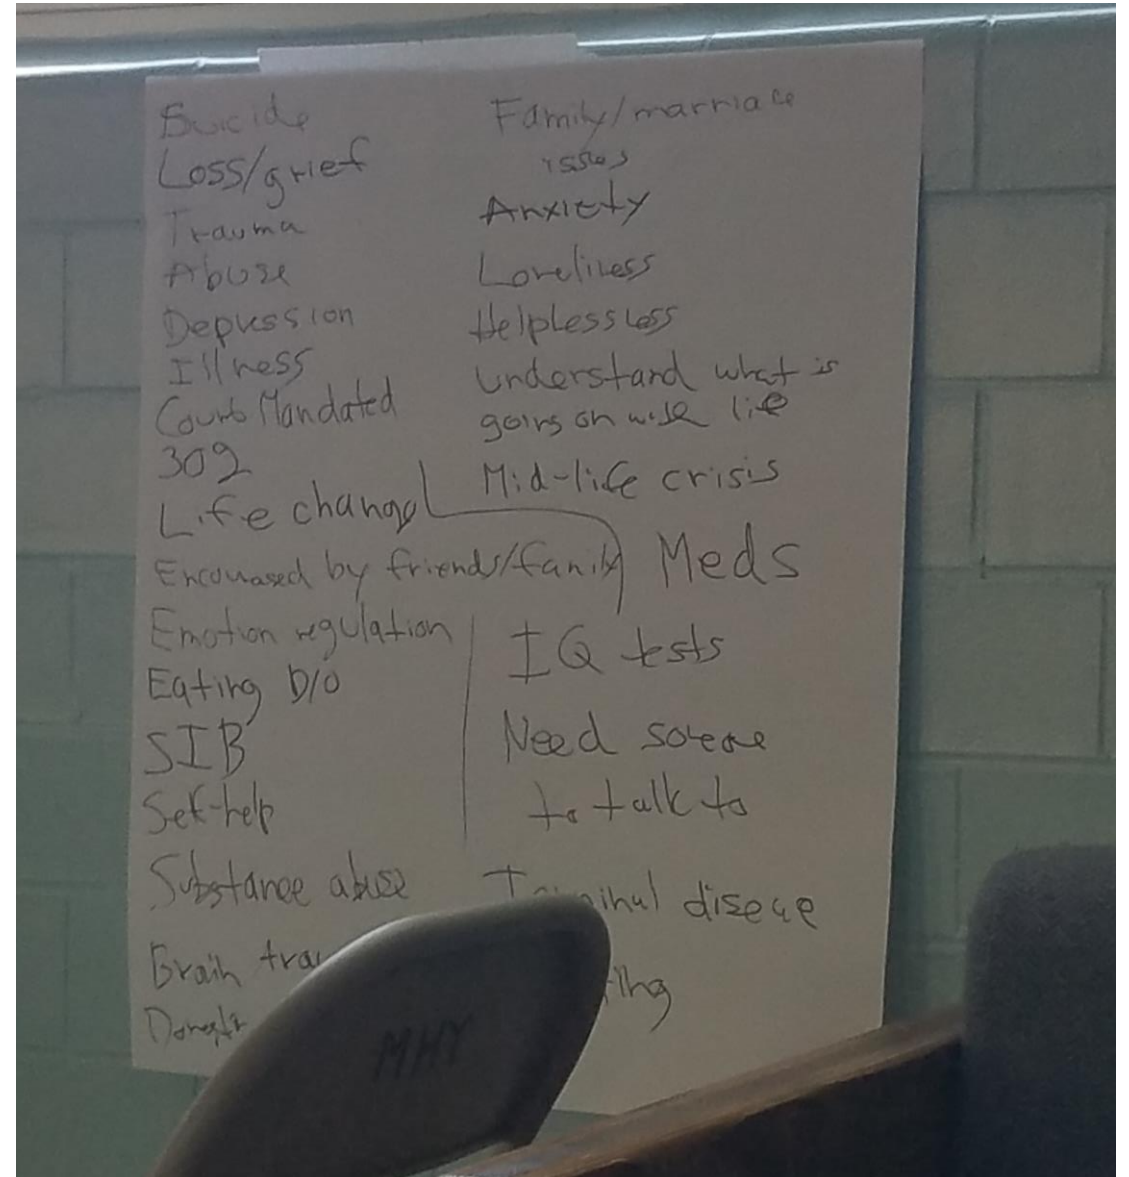 Suicide
Loss/grief
Trauma
Abuse
Depression
Illness
Court Mandated
302
Life change
Encouraged by friends/family
Emotion regulation
Eating D/O
SIB
Self-help
Substance abuse
Brain
Family/marriage
issues
Anxiety
Loneliness
Helplessness
Understand what is
going on with life
Mid-life crisis
Meds
IQ tests
Need someone
to talk to
disease
MHY